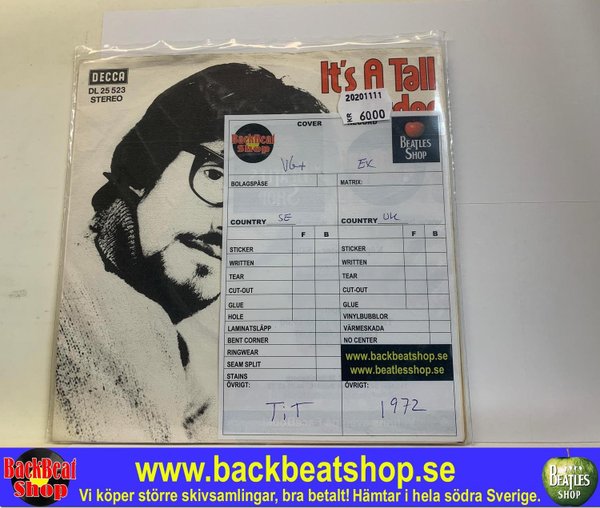 DECCA
DL 25 523
STEREO
It's A Tall
20201111
KR 60.00
COVER
RECORD
BackBeat
Shop
BEATLES
SHOP
VG+
EX
BOLAGSPÅSE
MATRIX:
COUNTRY SE
COUNTRY UK
F B
F B
STICKER
STICKER
WRITTEN
WRITTEN
TEAR
TEAR
CUT-OUT
CUT-OUT
GLUE
GLUE
HOLE
VINYLBUBBLOR
LAMINATSLÄPP
VÄRMESKADA
BENT CORNER
NO CENTER
RINGWEAR
www.backbeatshop.se
SEAM SPLIT
www.beatlesshop.se
STAINS
ÖVRIGT:
ÖVRIGT:
TiT
1972
BackBeat
Shop
www.backbeatshop.se
Vi köper större skivsamlingar, bra betalt! Hämtar i hela södra Sverige.
BEATLES
SHOP